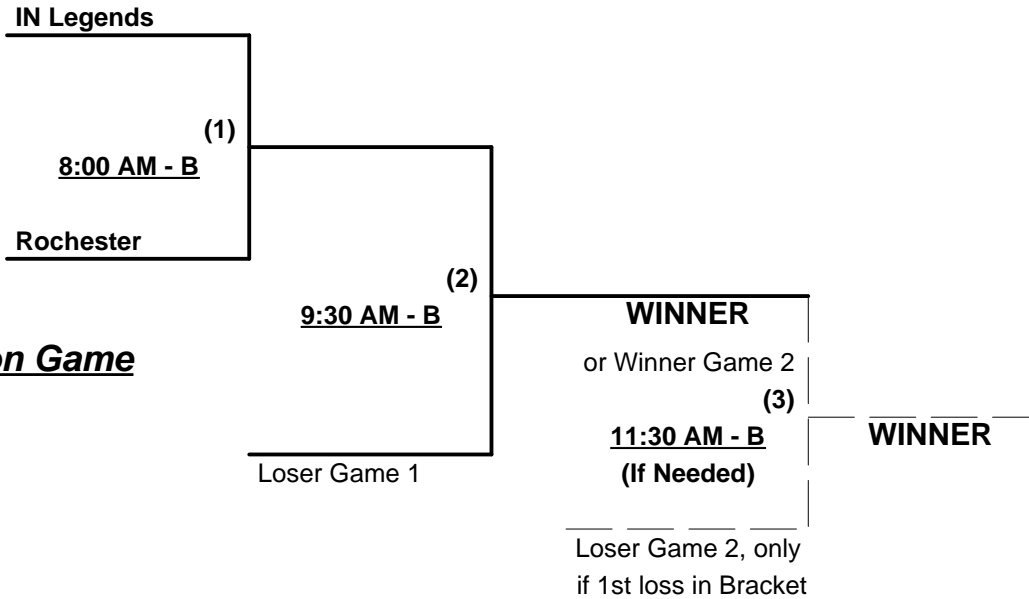 IN Legends
(1)
8:00 AM - B
Rochester
(2)
9:30 AM - B
WINNER
or Winner Game 2
on Game
(3)
11:30 AM - B
WINNER
(If Needed)
Loser Game 1
Loser Game 2, only
if 1st loss in Bracket